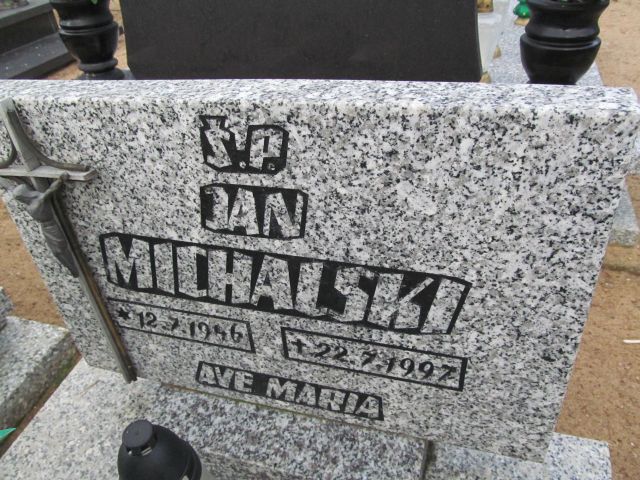 Ś.P.
JAN
MICHALSKI
*12.7.1946 +22.7.1997
AVE MARIA